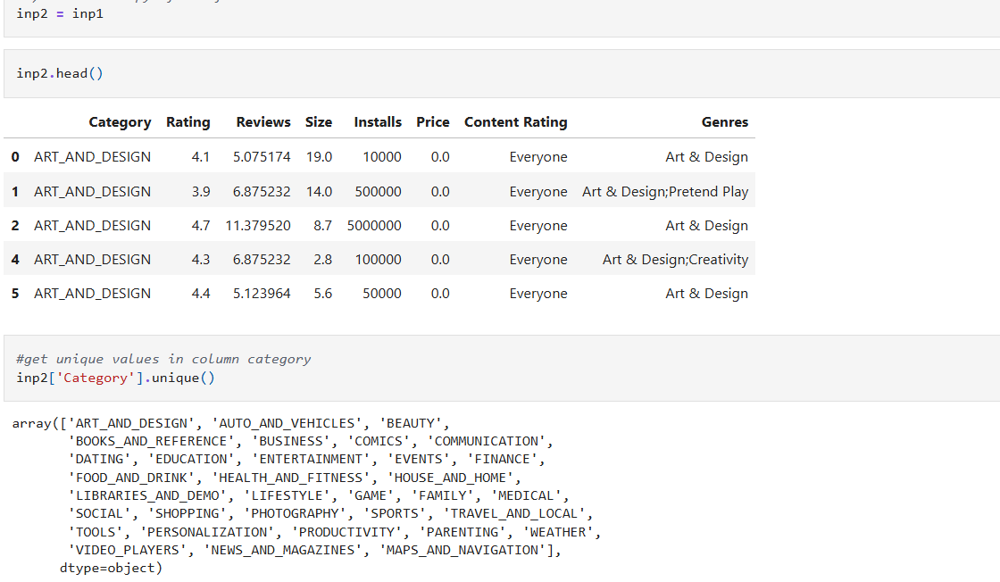 inp2 = inp1
inp2.head()
Category Rating Reviews Size Installs Price Content Rating Genres
0 ART_AND_DESIGN 4.1 5.075174 19.0 10000 0.0 Everyone Art & Design
1 ART_AND_DESIGN 3.9 6.875232 14.0 500000 0.0 Everyone Art & Design;Pretend Play
2 ART_AND_DESIGN 4.7 11.379520 8.7 5000000 0.0 Everyone Art & Design
4 ART_AND_DESIGN 4.3 6.875232 2.8 100000 0.0 Everyone Art & Design;Creativity
5 ART_AND_DESIGN 4.4 5.123964 5.6 50000 0.0 Everyone Art & Design
#get unique values in column category
inp2['Category'].unique()
array(['ART_AND_DESIGN', 'AUTO_AND_VEHICLES', 'BEAUTY',
'BOOKS_AND_REFERENCE', 'BUSINESS', 'COMICS', 'COMMUNICATION',
'DATING', 'EDUCATION', 'ENTERTAINMENT', 'EVENTS', 'FINANCE',
'FOOD_AND_DRINK', 'HEALTH_AND_FITNESS', 'HOUSE_AND_HOME',
'LIBRARIES_AND_DEMO', 'LIFESTYLE', 'GAME', 'FAMILY', 'MEDICAL',
'SOCIAL', 'SHOPPING', 'PHOTOGRAPHY', 'SPORTS', 'TRAVEL_AND_LOCAL',
'TOOLS', 'PERSONALIZATION', 'PRODUCTIVITY', 'PARENTING', 'WEATHER',
'VIDEO_PLAYERS', 'NEWS_AND_MAGAZINES', 'MAPS_AND_NAVIGATION'],
dtype=object)